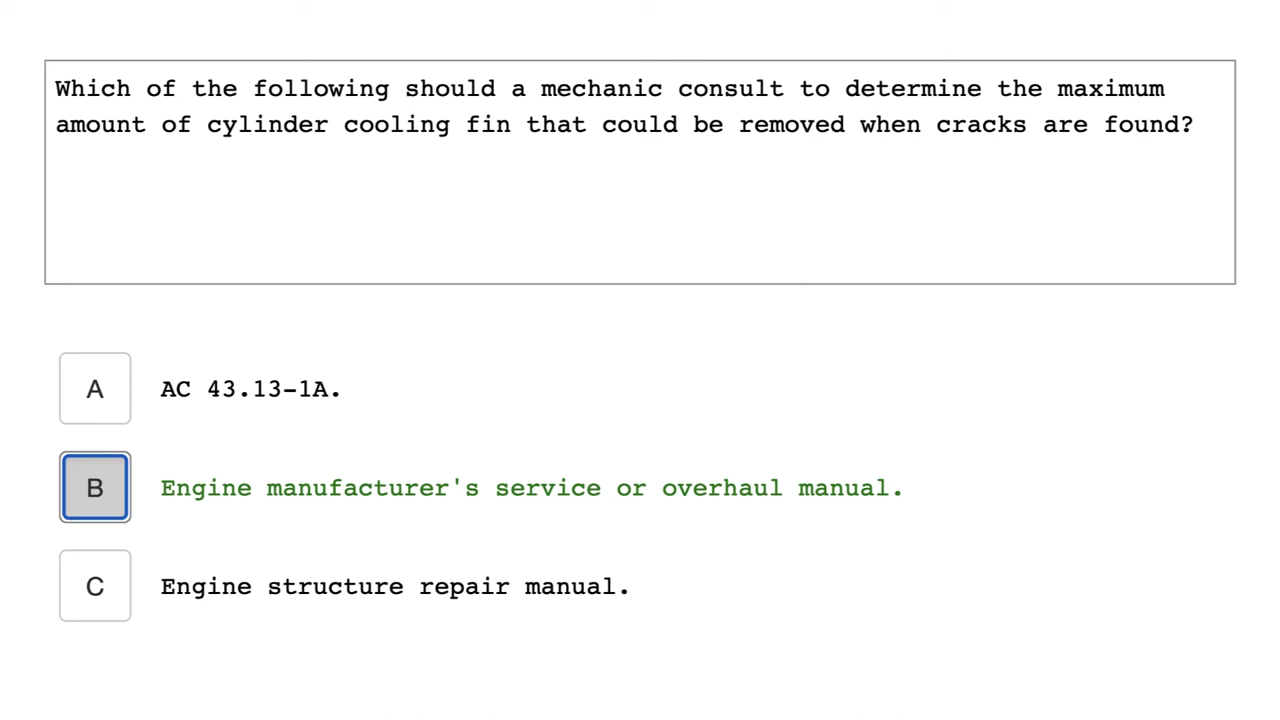 Which of the following should a mechanic consult to determine the maximum
amount of cylinder cooling fin that could be removed when cracks are found?
A AC 43.13-1A.
B Engine manufacturer's service or overhaul manual.
C Engine structure repair manual.